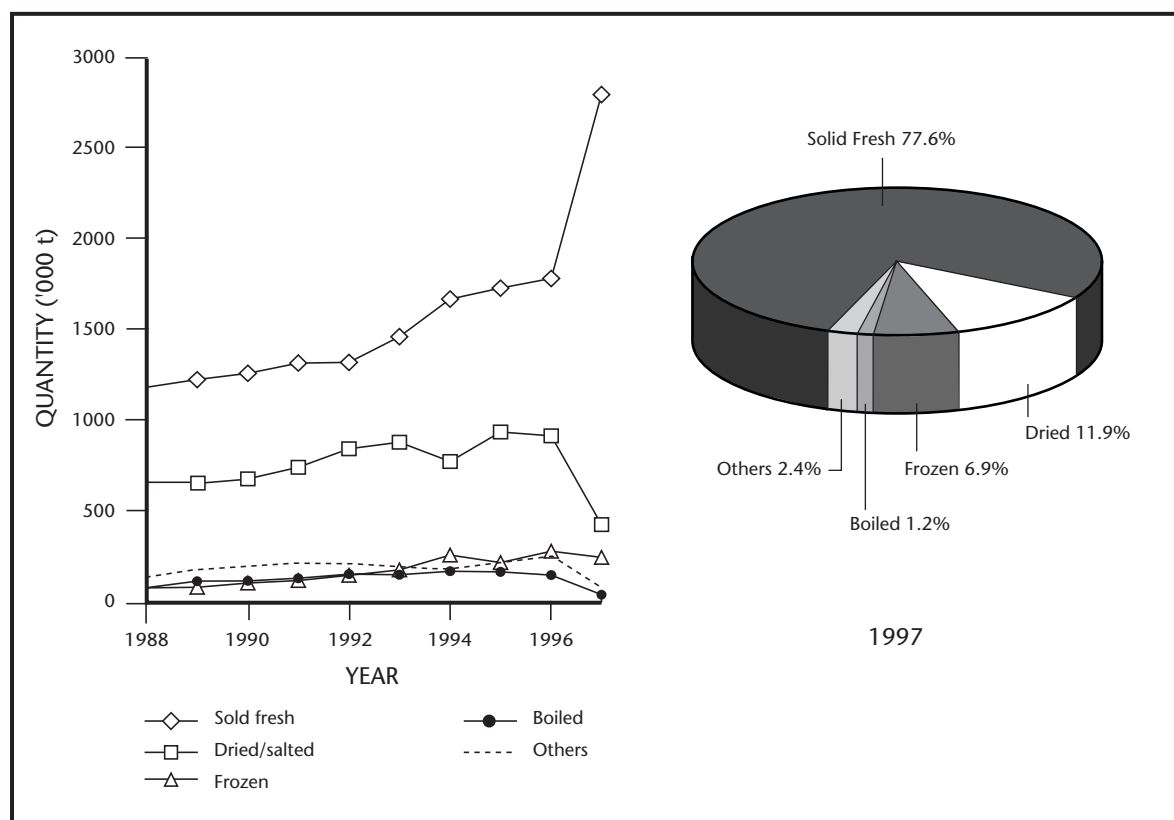 3000
2500
2000
1500
1000
500
0
QUANTITY ('000 t)
1988
1990
1992
1994
1996
YEAR
Sold fresh
Dried/salted
Frozen
Boiled
Others
Solid Fresh 77.6%
Dried 11.9%
Others 2.4%
Frozen 6.9%
Boiled 1.2%
1997